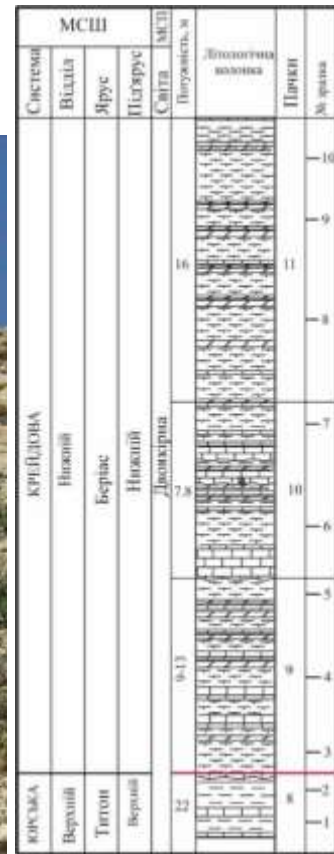 МСШ
МСП
Система
Відділ
Ярус
Під'ярус
Світа
Потужність, м
Літологічна
колонка
Пачки
№ зразка
КРЕЙДОВА
Нижній
Беріас
Нижній
Двоякірна
16
11
10
9
8
7,8
10
7
6
9-13
9
5
4
3
ЮРСЬКА
Верхній
Титон
Верхній
22
8
2
1